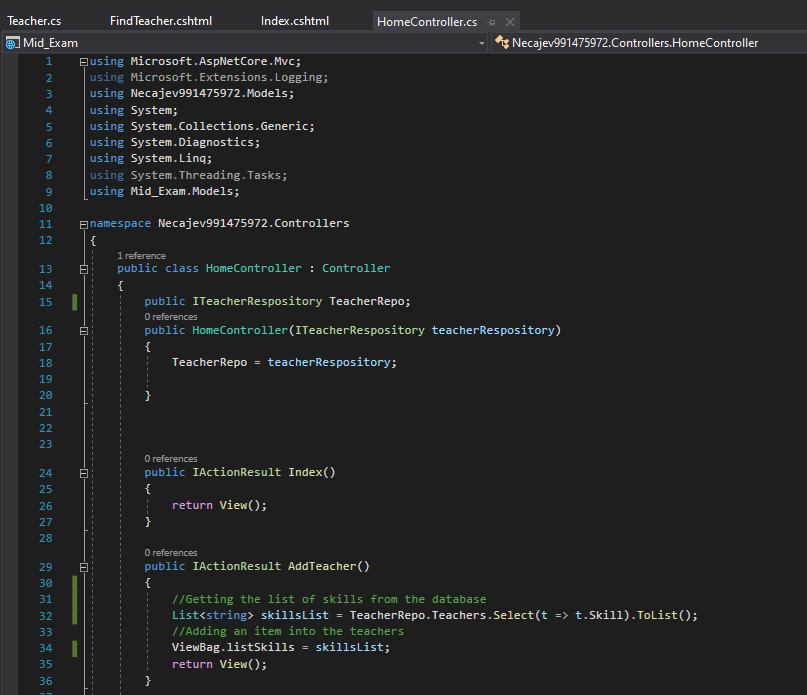 Teacher.cs FindTeacher.cshtml Index.cshtml HomeController.cs
Mid_Exam Necajev991475972.Controllers.HomeController
1 using Microsoft.AspNetCore.Mvc;
2 using Microsoft.Extensions.Logging;
3 using Necajev991475972.Models;
4 using System;
5 using System.Collections.Generic;
6 using System.Diagnostics;
7 using System.Linq;
8 using System.Threading.Tasks;
9 using Mid_Exam.Models;
10
11 namespace Necajev991475972.Controllers
12 {
1 reference
13 public class HomeController : Controller
14 {
15 public ITeacherRespository TeacherRepo;
0 references
16 public HomeController(ITeacherRespository teacherRespository)
17 {
18 TeacherRepo = teacherRespository;
19
20 }
21
22
23
0 references
24 public IActionResult Index()
25 {
26 return View();
27 }
28
0 references
29 public IActionResult AddTeacher()
30 {
31 //Getting the list of skills from the database
32 List<string> skillsList = TeacherRepo.Teachers.Select(t => t.Skill).ToList();
33 //Adding an item into the teachers
34 ViewBag.listSkills = skillsList;
35 return View();
36 }